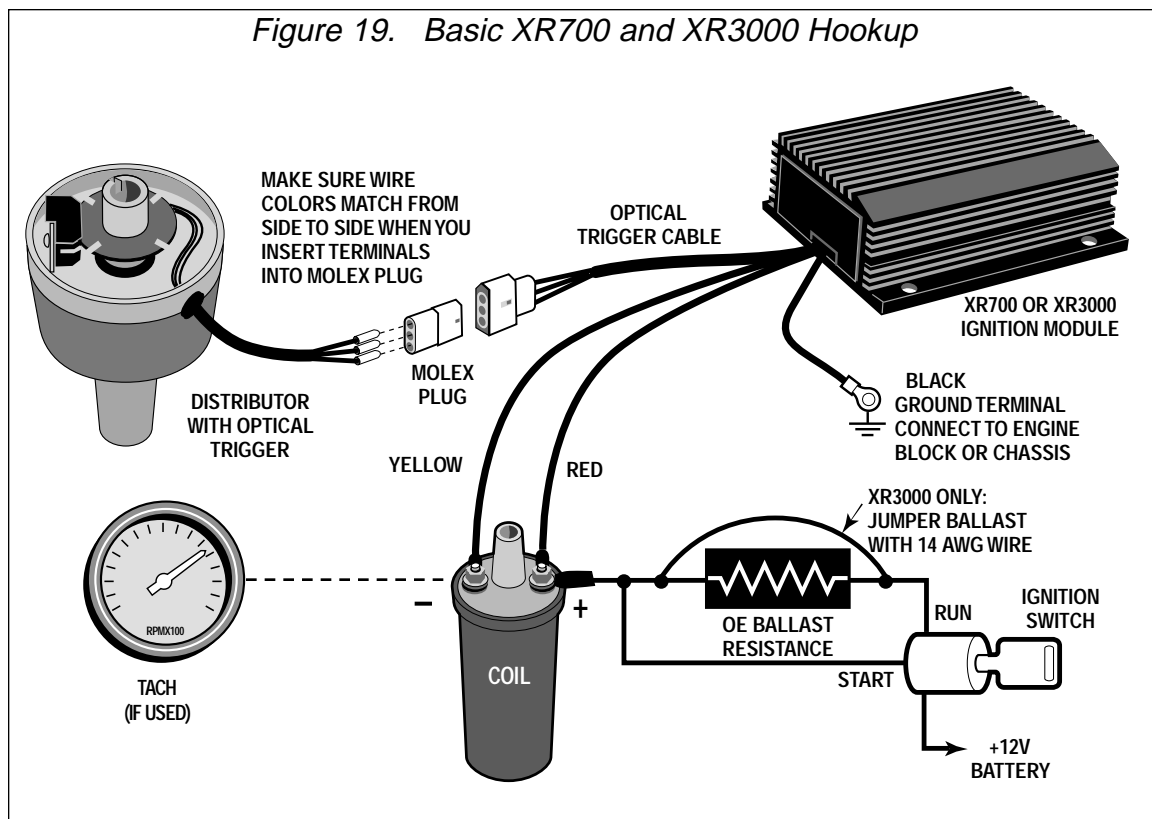 Figure 19. Basic XR700 and XR3000 Hookup
MAKE SURE WIRE
COLORS MATCH FROM
SIDE TO SIDE WHEN YOU
INSERT TERMINALS
INTO MOLEX PLUG
OPTICAL
TRIGGER CABLE
XR700 OR XR3000
IGNITION MODULE
MOLEX
PLUG
DISTRIBUTOR
WITH OPTICAL
TRIGGER
BLACK
GROUND TERMINAL
CONNECT TO ENGINE
BLOCK OR CHASSIS
YELLOW
RED
XR3000 ONLY:
JUMPER BALLAST
WITH 14 AWG WIRE
–
+
OE BALLAST
RESISTANCE
RUN
IGNITION
SWITCH
START
RPMX100
COIL
TACH
(IF USED)
+12V
BATTERY